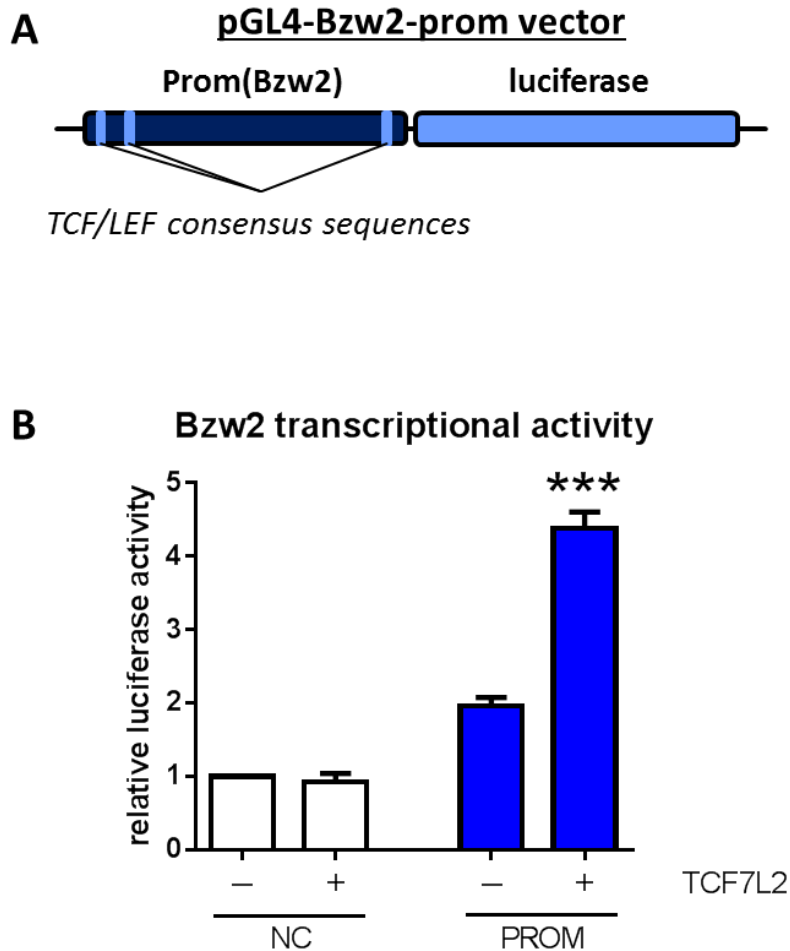 A
pGL4-Bzw2-prom vector
Prom(Bzw2) luciferase
TCF/LEF consensus sequences
B
Bzw2 transcriptional activity
relative luciferase activity
5
4
3
2
1
0
***
– + – + TCF7L2
NC PROM